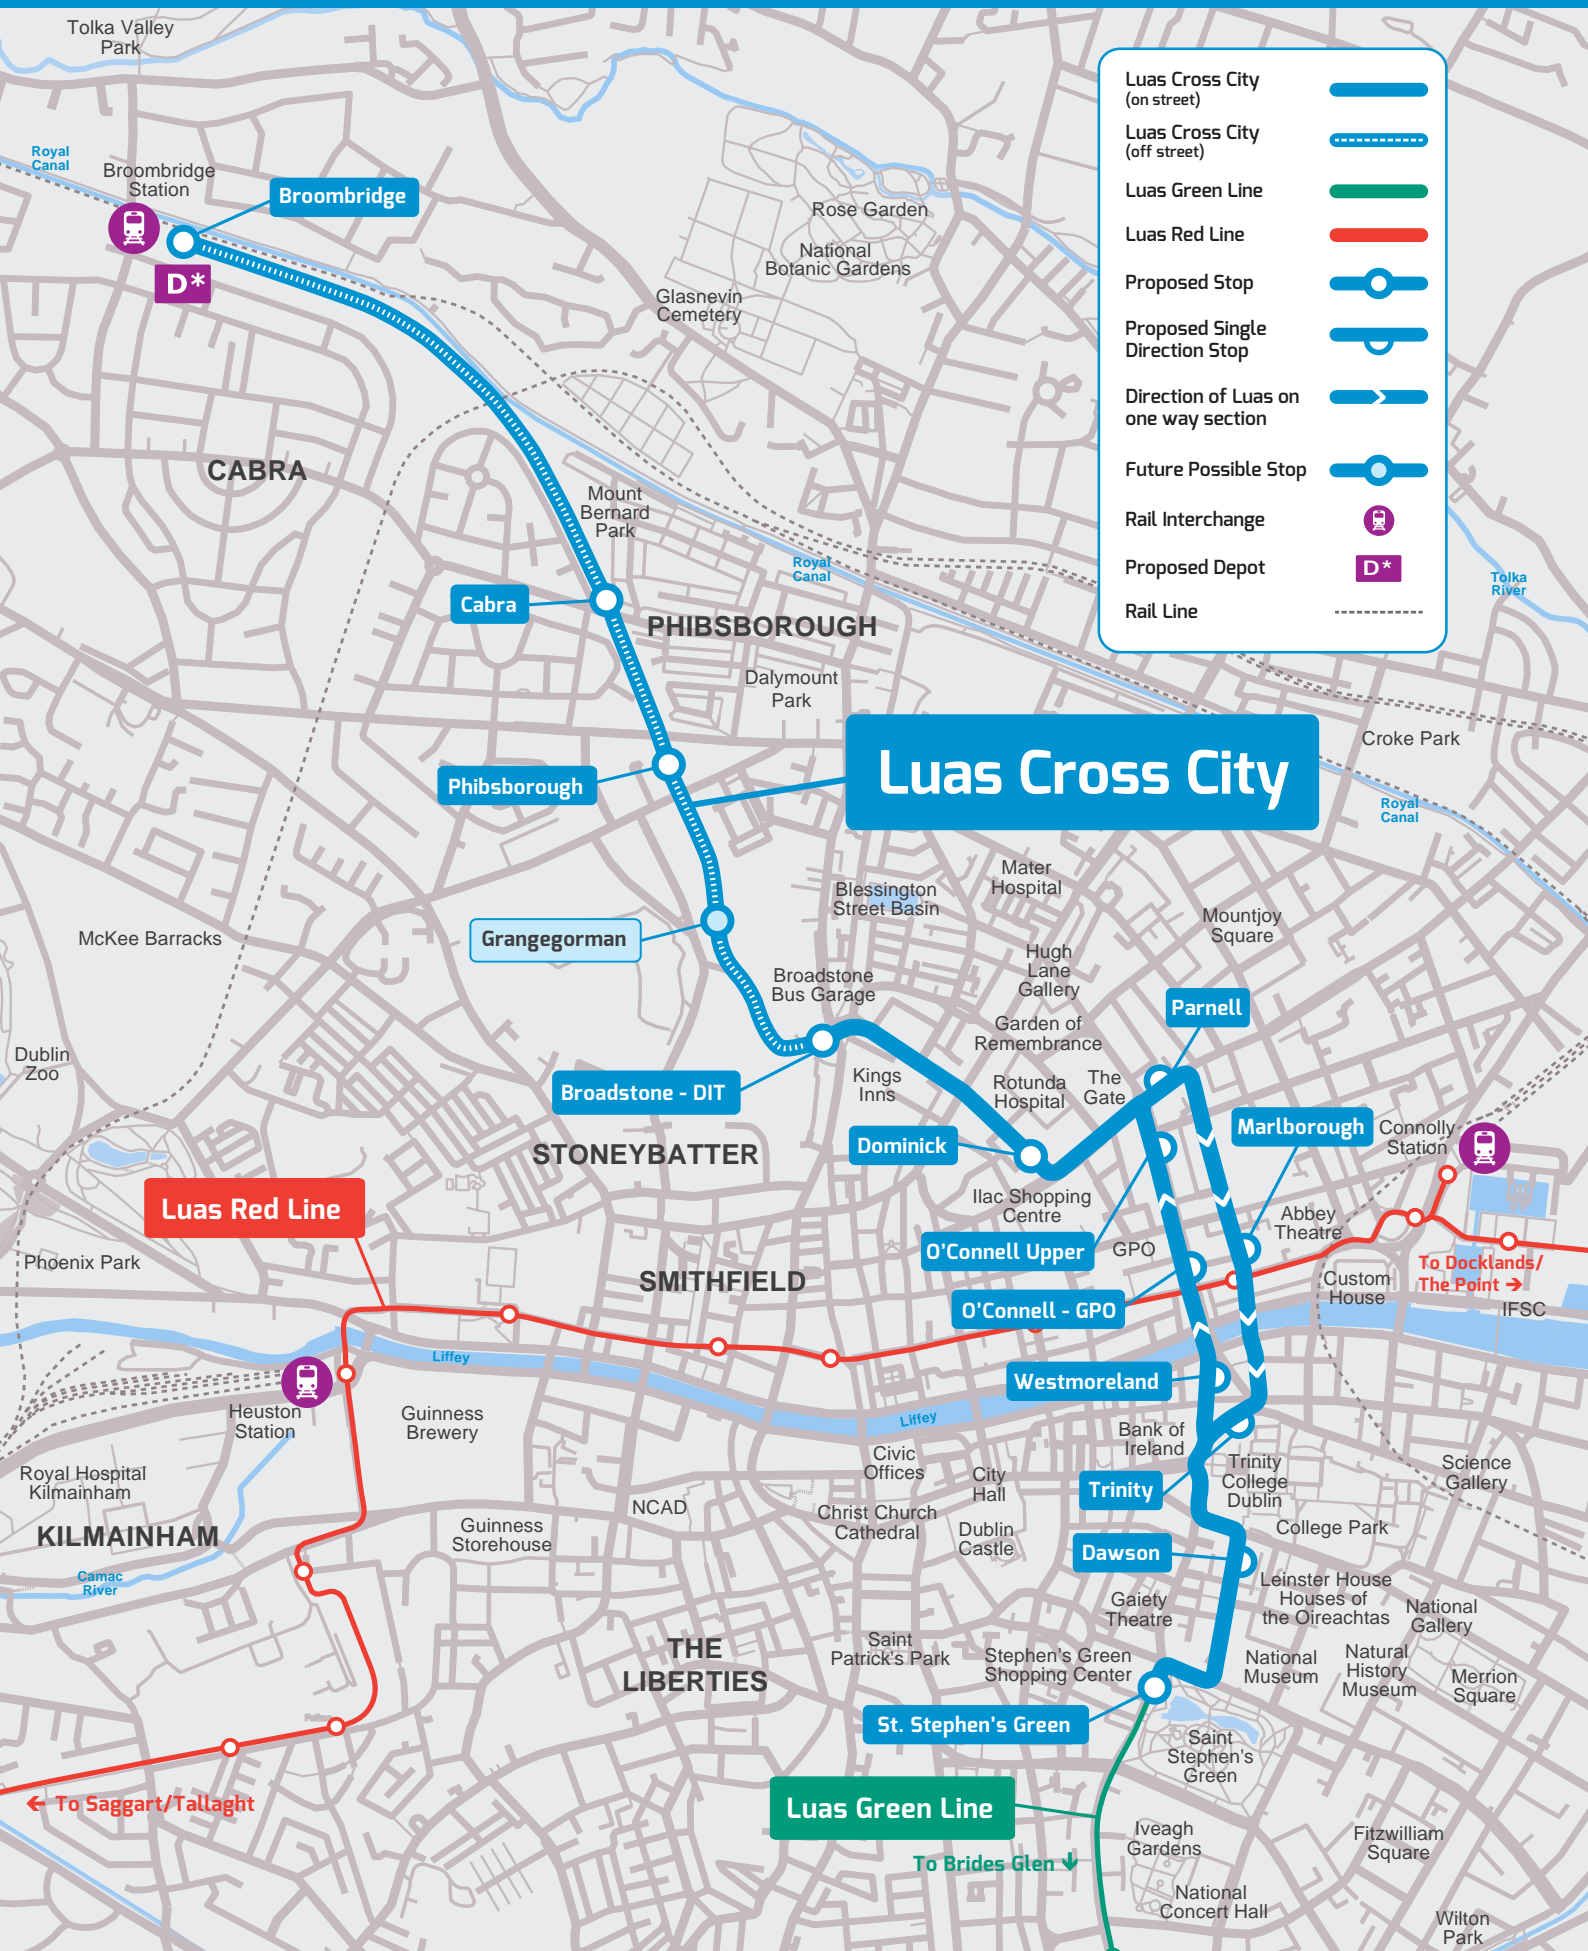 Tolka Valley
Park
Royal
Canal
Broombridge
Station
Broombridge
D*
Rose Garden
National
Botanic Gardens
Glasnevin
Cemetery
Luas Cross City
(on street)
Luas Cross City
(off street)
Luas Green Line
Luas Red Line
Proposed Stop
Proposed Single
Direction Stop
Direction of Luas on
one way section
Future Possible Stop
Rail Interchange
Proposed Depot
D*
Rail Line
CABRA
Mount
Bernard
Park
Royal
Canal
Tolka
River
Cabra
PHIBSBOROUGH
Dalymount
Park
Luas Cross City
Croke Park
Phibsborough
Royal
Canal
Mater
Hospital
Blessington
Street Basin
Mountjoy
Square
Grangegorman
McKee Barracks
Hugh
Lane
Gallery
Broadstone
Bus Garage
Parnell
Garden of
Remembrance
Dublin
Zoo
Kings
Inns
Rotunda
Hospital
The
Gate
Broadstone - DIT
Marlborough
Connolly
Station
Dominick
STONEYBATTER
Luas Red Line
Ilac Shopping
Centre
Abbey
Theatre
O'Connell Upper
GPO
Phoenix Park
To Docklands/
The Point →
SMITHFIELD
Custom
House
O'Connell - GPO
IFSC
Liffey
Westmoreland
Heuston
Station
Guinness
Brewery
Liffey
Bank of
Ireland
Civic
Offices
City
Hall
Trinity
College
Dublin
Science
Gallery
Royal Hospital
Kilmainham
Trinity
NCAD
Christ Church
Cathedral
Dublin
Castle
College Park
KILMAINHAM
Guinness
Storehouse
Dawson
Camac
River
Leinster House
Houses of
the Oireachtas
Gaiety
Theatre
National
Gallery
THE
LIBERTIES
Saint
Patrick's Park
Stephen's Green
Shopping Center
National
Museum
Natural
History
Museum
Merrion
Square
St. Stephen's Green
Saint
Stephen's
Green
← To Saggart/Tallaght
Luas Green Line
Iveagh
Gardens
Fitzwilliam
Square
To Brides Glen ↓
National
Concert Hall
Wilton
Park